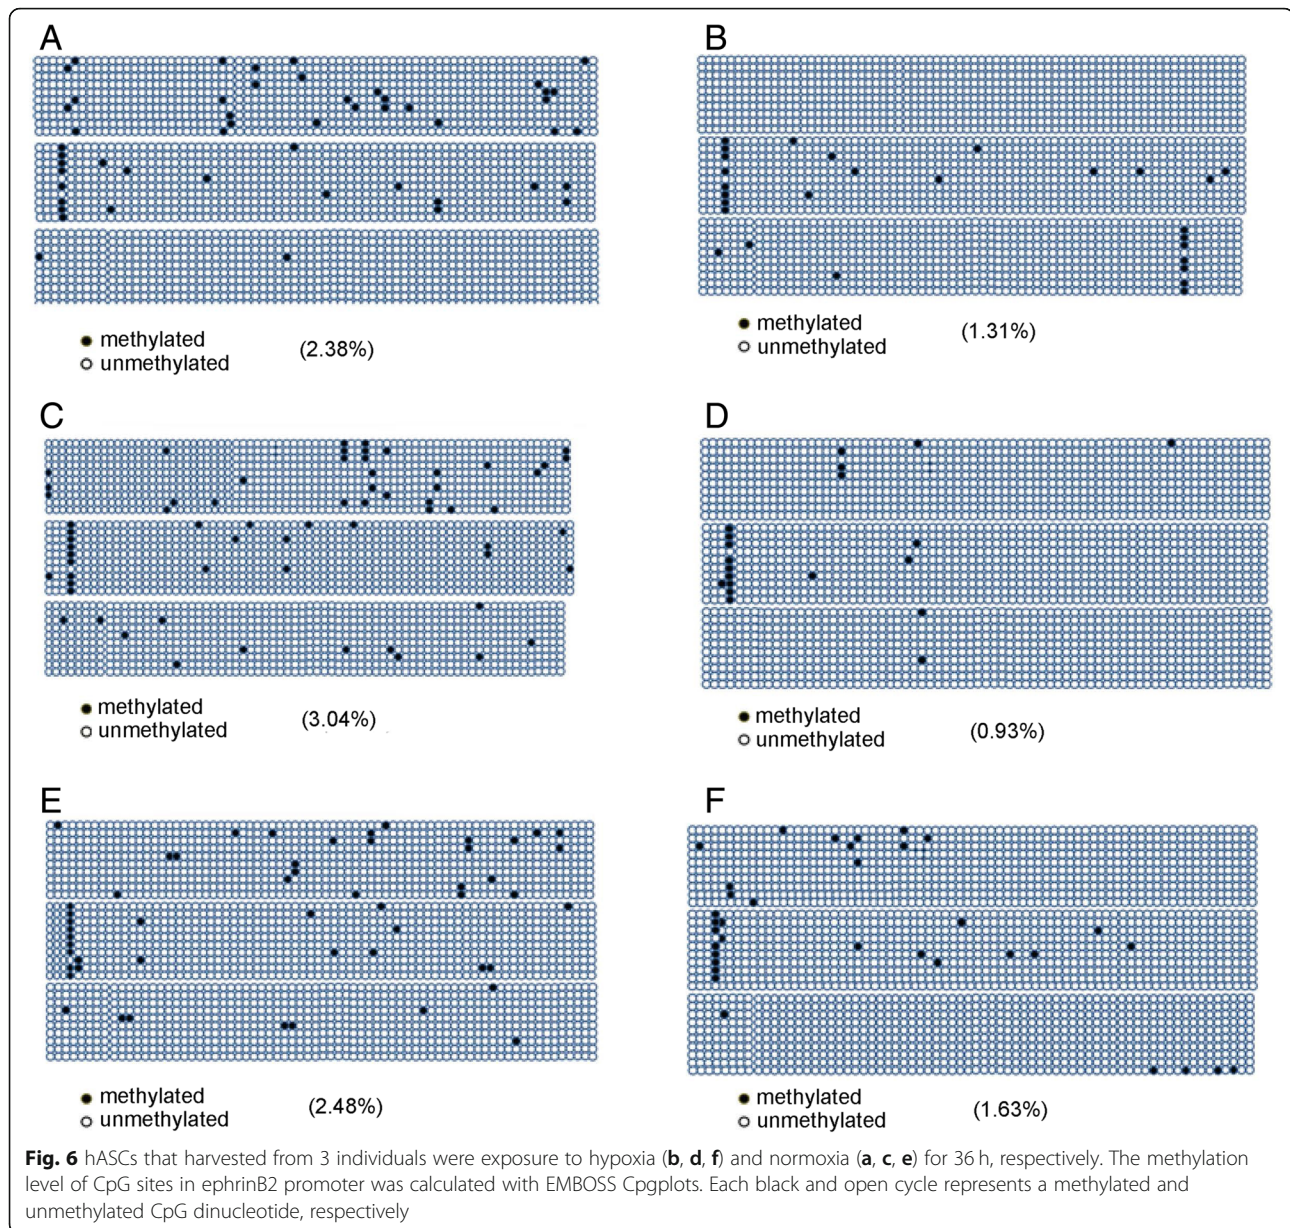 A
B
methylated
unmethylated
(2.38%)
methylated
unmethylated
(1.31%)
C
D
methylated
unmethylated
(3.04%)
methylated
unmethylated
(0.93%)
E
F
methylated
unmethylated
(2.48%)
methylated
unmethylated
(1.63%)
Fig. 6 hASCs that harvested from 3 individuals were exposure to hypoxia (b, d, f) and normoxia (a, c, e) for 36 h, respectively. The methylation
level of CpG sites in ephrinB2 promoter was calculated with EMBOSS Cpgplots. Each black and open cycle represents a methylated and
unmethylated CpG dinucleotide, respectively